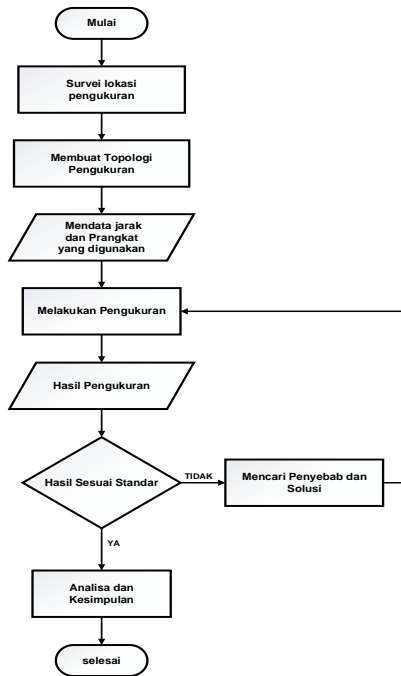 Mulai
Survei lokasi
pengukuran
Membuat Topologi
Pengukuran
Mendata jarak
dan Prangkat
yang digunakan
Melakukan Pengukuran
Hasil Pengukuran
Hasil Sesuai Standar
TIDAK
Mencari Penyebab dan
Solusi
YA
Analisa dan
Kesimpulan
selesai